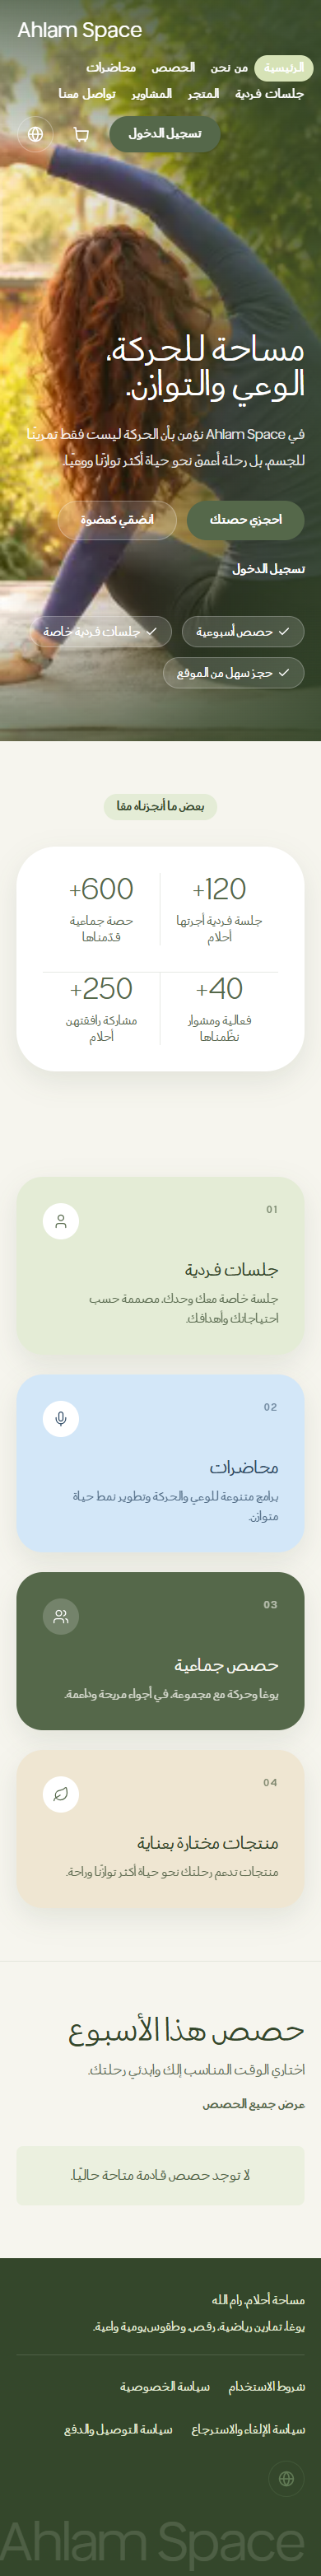 Ahlam Space
الرئيسية من نحن الحصص محاضرات
جلسات فردية المتجر المشاوير تواصل معنا
تسجيل الدخول
مساحة للحركة،
الوعي والتوازن.
في Ahlam Space نؤمن بأن الحركة ليست فقط تمرينًا
للجسم، بل رحلة أعمق نحو حياة أكثر توازنًا ووعيًا.
احجزي حصتك انضمّي كعضوة
تسجيل الدخول
حصص أسبوعية جلسات فردية خاصة
حجز سهل من الموقع
بعض ما أنجزناه معًا
+120
جلسة فردية أجرتها
أحلام
+600
حصة جماعية
قدّمناها
+40
فعالية ومشوار
نظّمناها
+250
مشاركة رافقتهن
أحلام
01
جلسات فردية
جلسة خاصة معك وحدك، مصممة حسب
احتياجاتك وأهدافك.
02
محاضرات
برامج متنوعة للوعي والحركة وتطوير نمط حياة
متوازن.
03
حصص جماعية
يوغا وحركة مع مجموعة، في أجواء مريحة وداعمة.
04
منتجات مختارة بعناية
منتجات تدعم رحلتك نحو حياة أكثر توازنًا وراحة.
حصص هذا الأسبوع
اختاري الوقت المناسب إلك وابدئي رحلتك.
عرض جميع الحصص
لا توجد حصص قادمة متاحة حاليًا.
مساحة أحلام، رام الله
يوغا، تمارين رياضية، رقص، وطقوس يومية واعية.
شروط الاستخدام سياسة الخصوصية
سياسة الإلغاء والاسترجاع سياسة التوصيل والدفع
Ahlam Space